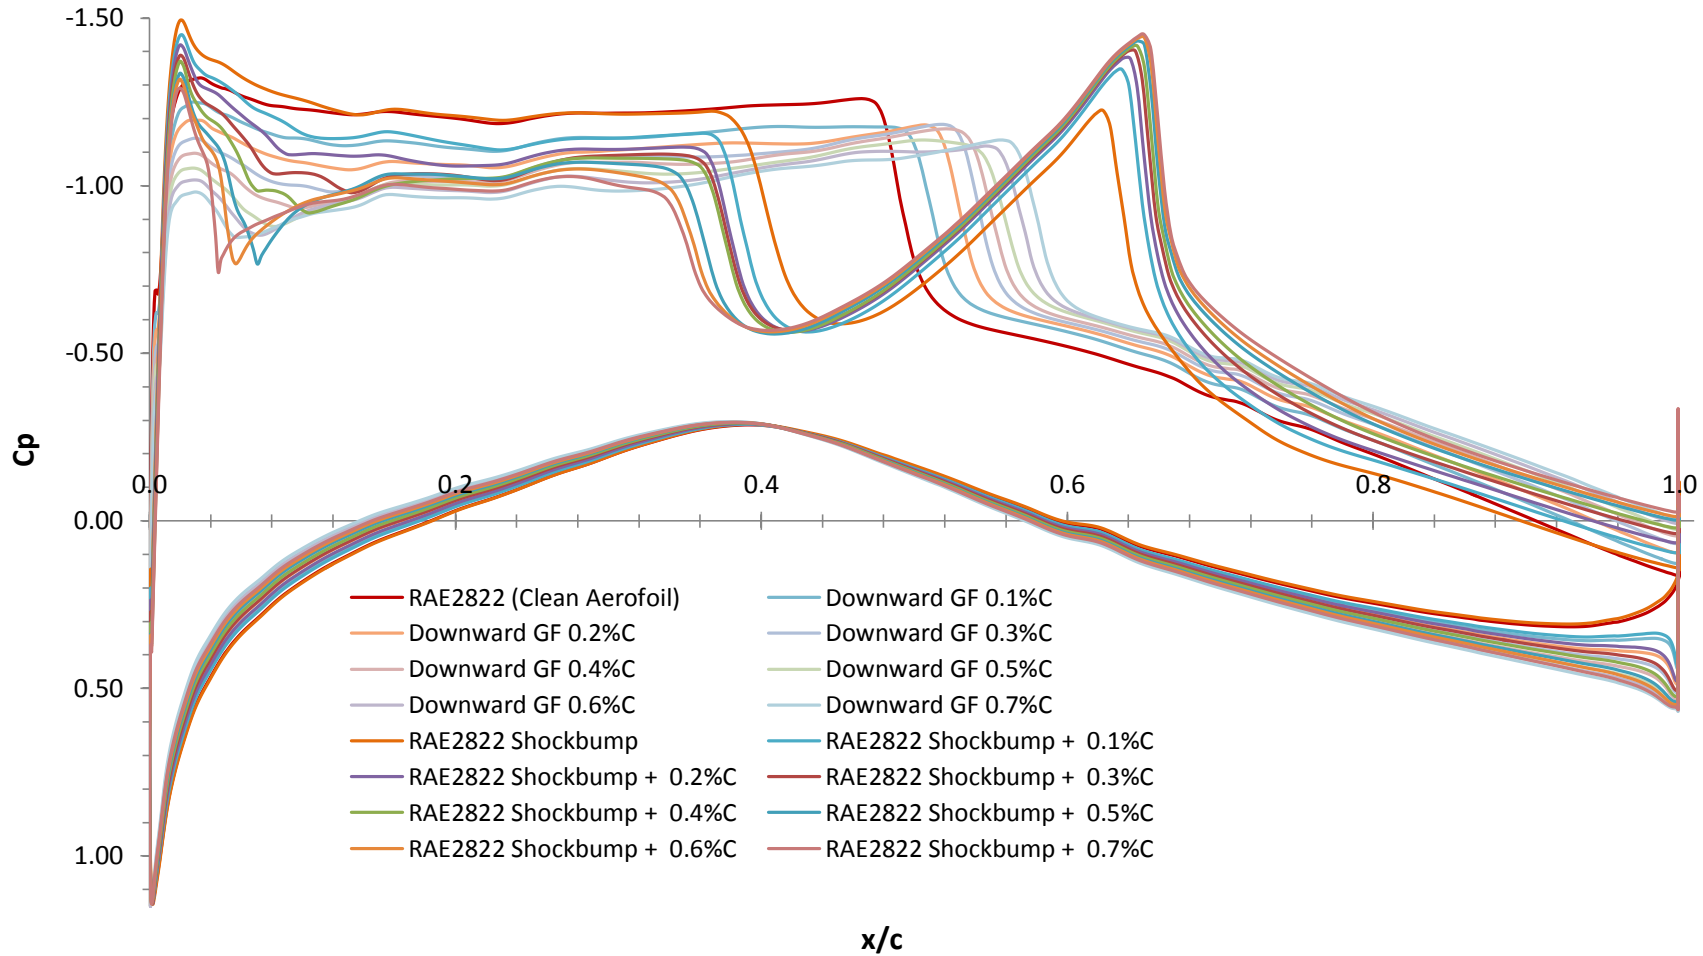 -1.50
-1.00
-0.50
0.00
0.50
1.00
Cp
0.0 0.2 0.4 0.6 0.8 1.0
RAE2822 (Clean Aerofoil) Downward GF 0.1%C
Downward GF 0.2%C Downward GF 0.3%C
Downward GF 0.4%C Downward GF 0.5%C
Downward GF 0.6%C Downward GF 0.7%C
RAE2822 Shockbump RAE2822 Shockbump + 0.1%C
RAE2822 Shockbump + 0.2%C RAE2822 Shockbump + 0.3%C
RAE2822 Shockbump + 0.4%C RAE2822 Shockbump + 0.5%C
RAE2822 Shockbump + 0.6%C RAE2822 Shockbump + 0.7%C
x/c